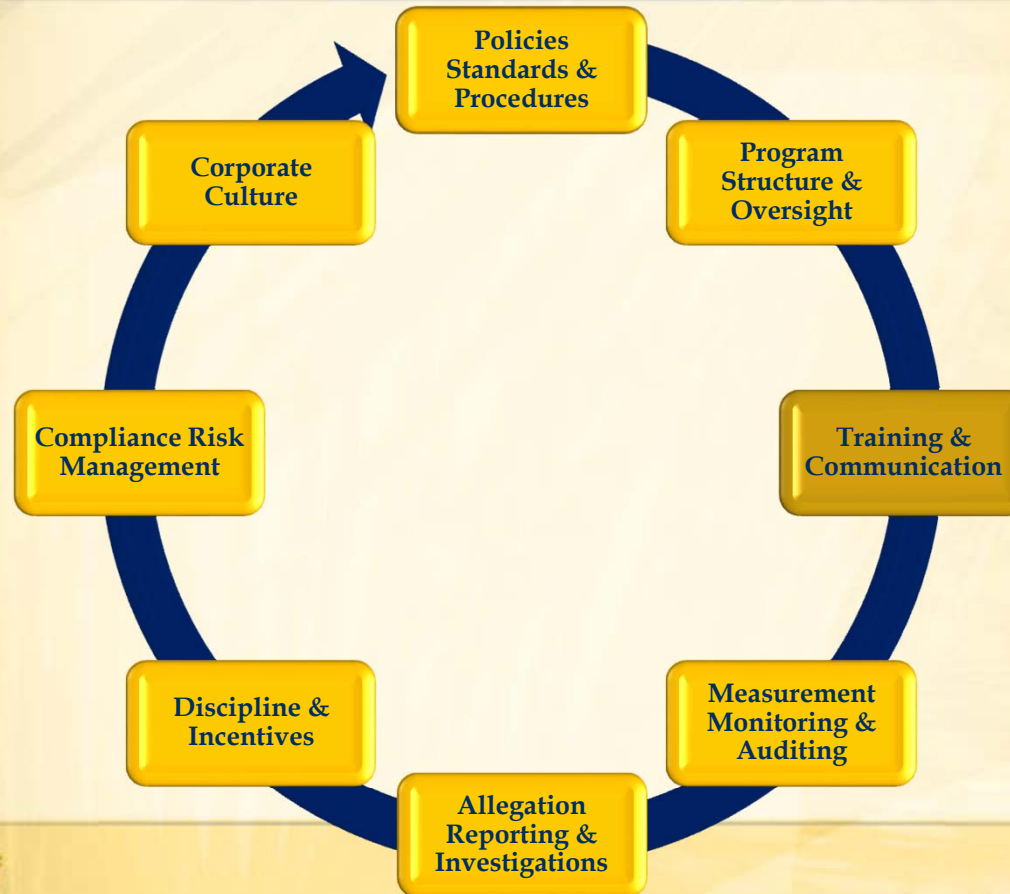 Policies
Standards &
Procedures
Program
Structure &
Oversight
Training &
Communication
Measurement
Monitoring &
Auditing
Allegation
Reporting &
Investigations
Discipline &
Incentives
Compliance Risk
Management
Corporate
Culture